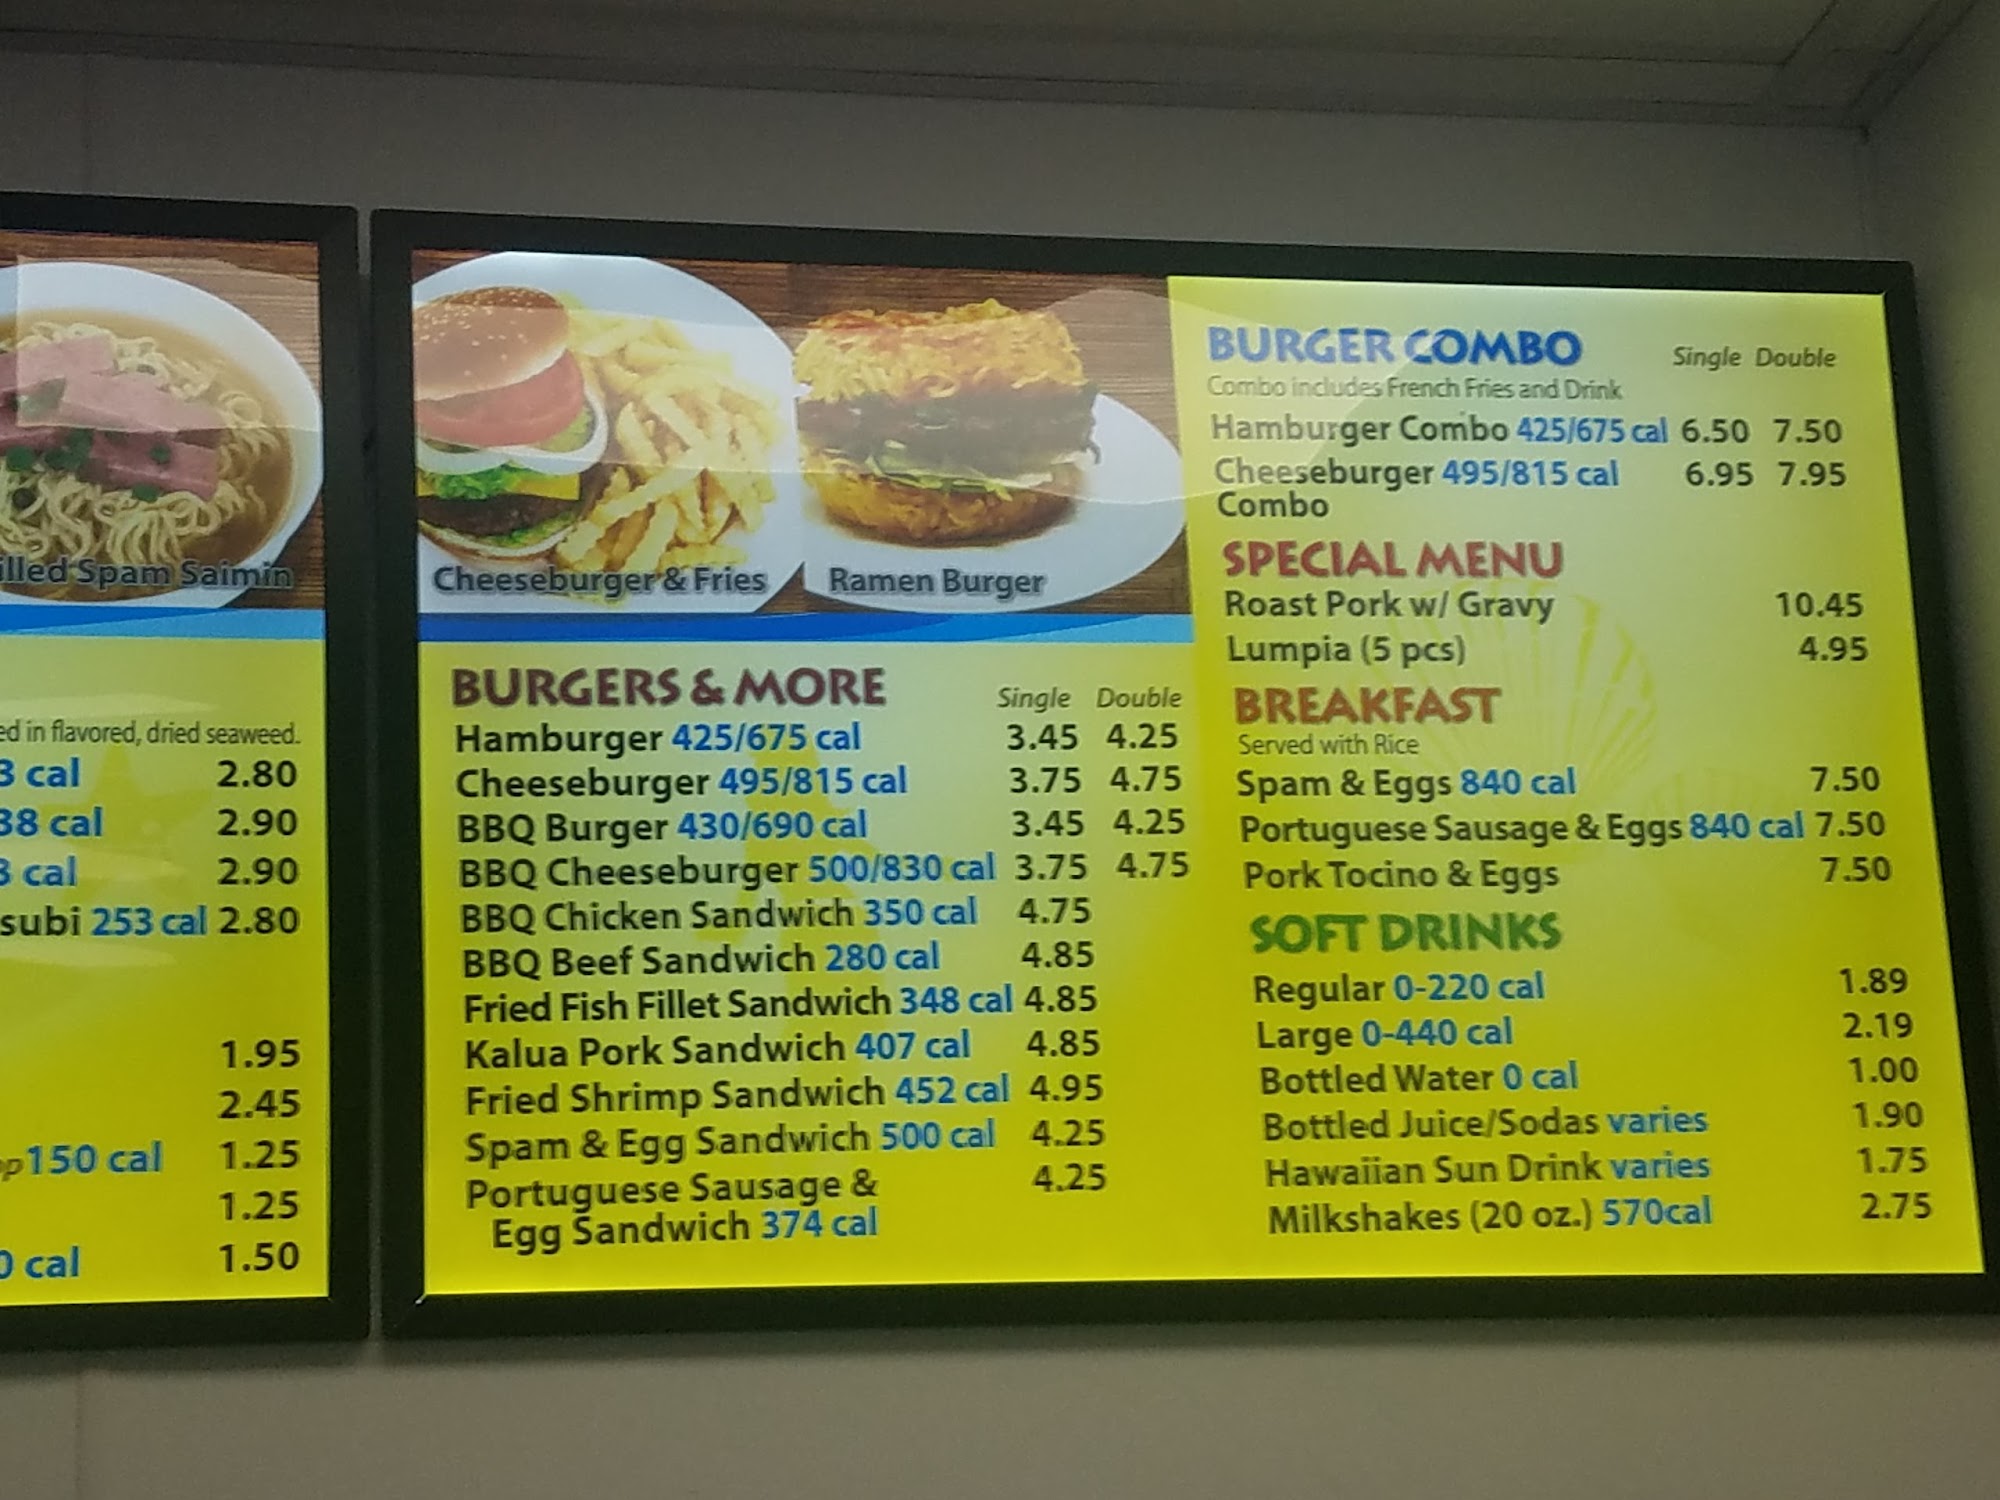 Spam Saimin
in flavored, dried seaweed.
cal 2.80
cal 2.90
cal 2.90
253 cal 2.80
1.95
2.45
150 cal 1.25
1.25
cal 1.50
Cheeseburger & Fries
Ramen Burger
BURGERS & MORE Single Double
Hamburger 425/675 cal 3.45 4.25
Cheeseburger 495/815 cal 3.75 4.75
BBQ Burger 430/690 cal 3.45 4.25
BBQ Cheeseburger 500/830 cal 3.75 4.75
BBQ Chicken Sandwich 350 cal 4.75
BBQ Beef Sandwich 280 cal 4.85
Fried Fish Fillet Sandwich 348 cal 4.85
Kalua Pork Sandwich 407 cal 4.85
Fried Shrimp Sandwich 452 cal 4.95
Spam & Egg Sandwich 500 cal 4.25
Portuguese Sausage & 4.25
Egg Sandwich 374 cal
BURGER COMBO Single Double
Combo includes French Fries and Drink
Hamburger Combo 425/675 cal 6.50 7.50
Cheeseburger 495/815 cal 6.95 7.95
Combo
SPECIAL MENU
Roast Pork w/ Gravy 10.45
Lumpia (5 pcs) 4.95
BREAKFAST
Served with Rice
Spam & Eggs 840 cal 7.50
Portuguese Sausage & Eggs 840 cal 7.50
Pork Tocino & Eggs 7.50
SOFT DRINKS
Regular 0-220 cal 1.89
Large 0-440 cal 2.19
Bottled Water 0 cal 1.00
Bottled Juice/Sodas varies 1.90
Hawaiian Sun Drink varies 1.75
Milkshakes (20 oz.) 570cal 2.75